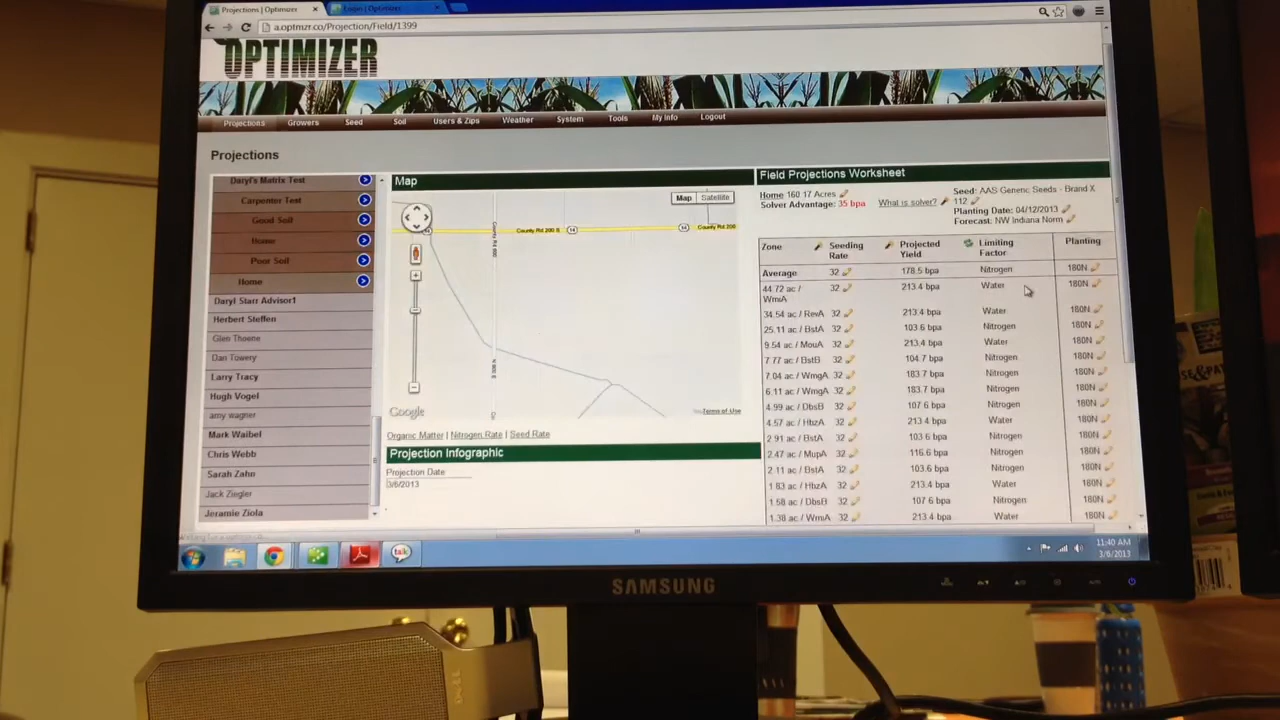 Projections | Optimizer
Login | Optimizer
a.optmzr.co/Projection/Field/1399
OPTIMIZER
Projections Growers Seed Soil Users & Zips Weather System Tools My Info Logout
Projections
Daryl's Matrix Test
Carpenter Test
Good Soil
Home
Poor Soil
Home
Daryl Starr Advisor1
Herbert Steffen
Glen Thoene
Dan Towery
Larry Tracy
Hugh Vogel
amy wagner
Mark Waibel
Chris Webb
Sarah Zahn
Jack Ziegler
Jeramie Ziola
Map
Map Satellite
County Rd 200 S 14
14 County Rd 200
Google
Terms of Use
Organic Matter | Nitrogen Rate | Seed Rate
Projection Infographic
Projection Date
3/6/2013
Field Projections Worksheet
Home 160.17 Acres
Solver Advantage: 35 bpa What is solver?
Seed: AAS Generic Seeds - Brand X
112
Planting Date: 04/12/2013
Forecast: NW Indiana Norm
Zone Seeding Rate Projected Yield Limiting Factor Planting
Average 32 178.5 bpa Nitrogen 180N
44.72 ac / WmiA 32 213.4 bpa Water 180N
34.54 ac / RevA 32 213.4 bpa Water 180N
25.11 ac / BstA 32 103.6 bpa Nitrogen 180N
9.54 ac / MouA 32 213.4 bpa Water 180N
7.77 ac / BstB 32 104.7 bpa Nitrogen 180N
7.04 ac / WmgA 32 183.7 bpa Nitrogen 180N
6.11 ac / WmgA 32 183.7 bpa Nitrogen 180N
4.99 ac / DbsB 32 107.6 bpa Nitrogen 180N
4.57 ac / HbzA 32 213.4 bpa Water 180N
2.91 ac / BstA 32 103.6 bpa Nitrogen 180N
2.47 ac / MupA 32 116.6 bpa Nitrogen 180N
2.11 ac / BstA 32 103.6 bpa Nitrogen 180N
1.83 ac / HbzA 32 213.4 bpa Water 180N
1.58 ac / DbsB 32 107.6 bpa Nitrogen 180N
1.38 ac / WmiA 32 213.4 bpa Water 180N
talk
11:40 AM
3/6/2013
SAMSUNG
DELL